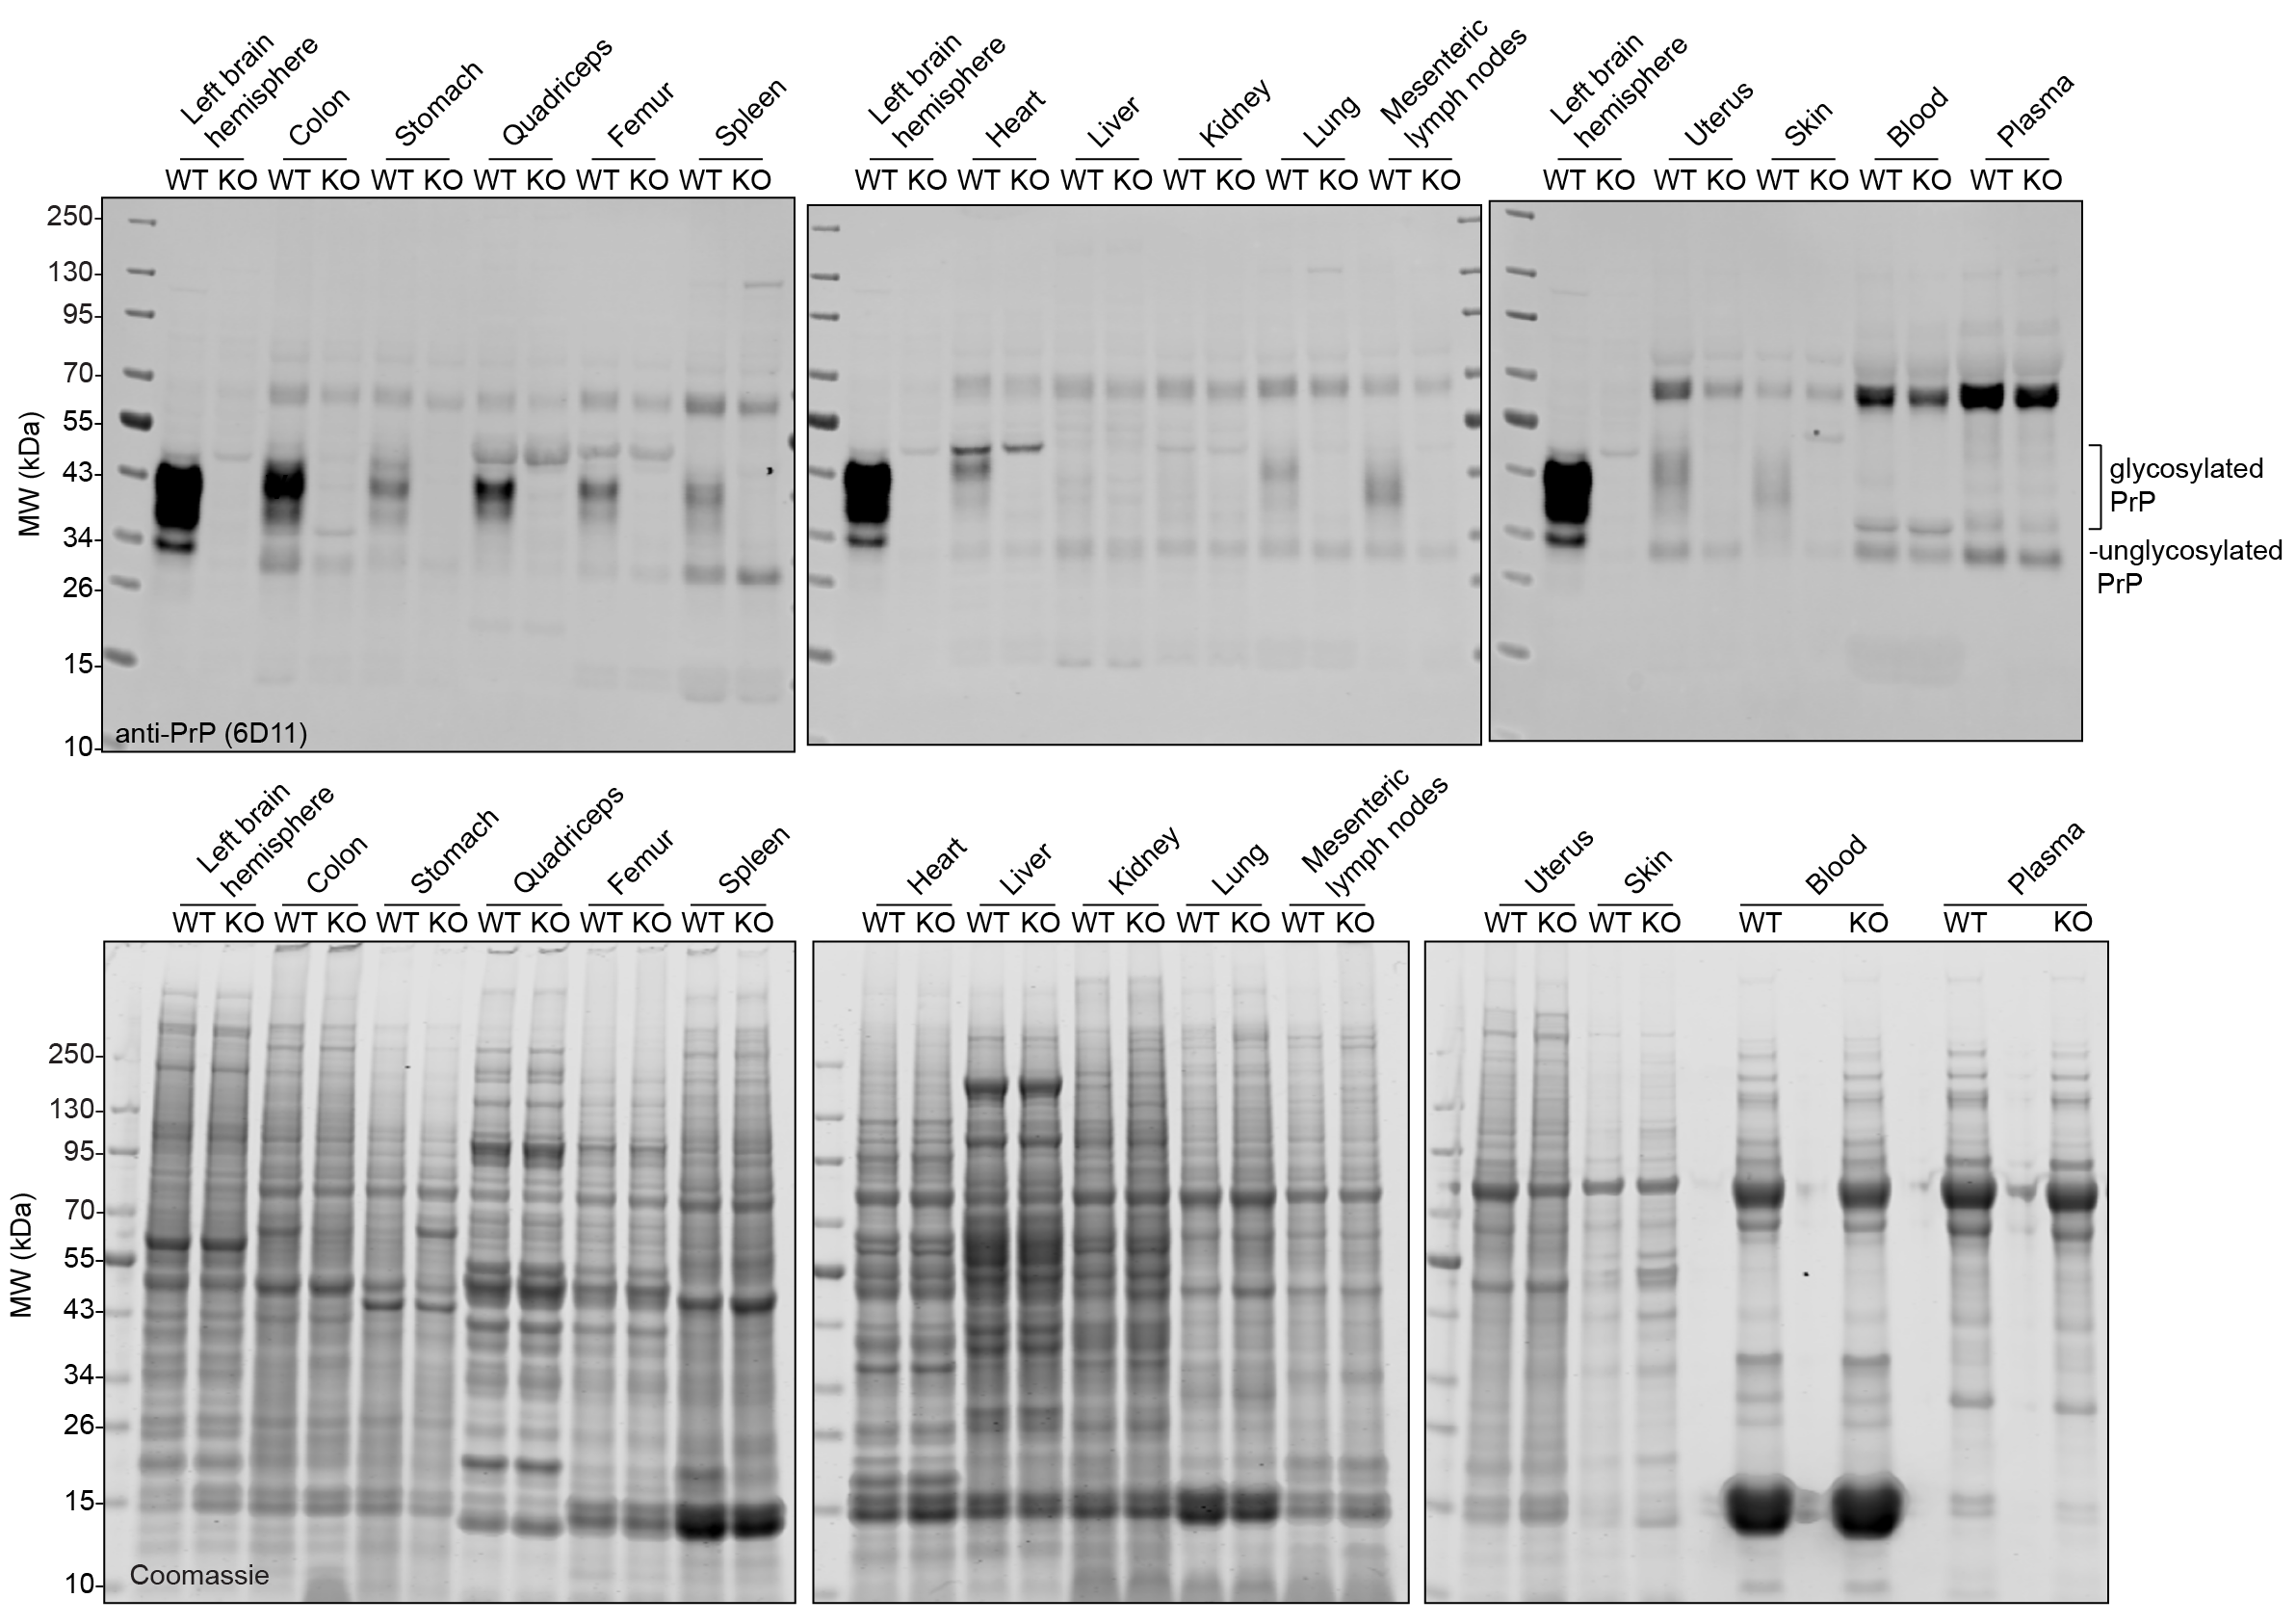 Left brain
hemisphere
Colon
Stomach
Quadriceps
Femur
Spleen
Left brain
hemisphere
Heart
Liver
Kidney
Lung
Mesenteric
lymph nodes
Left brain
hemisphere
Uterus
Skin
Blood
Plasma
WT KO WT KO WT KO WT KO WT KO WT KO
WT KO WT KO WT KO WT KO WT KO WT KO
WT KO WT KO WT KO WT KO WT KO
MW (kDa)
250
130
95
70
55
43
34
26
15
10
anti-PrP (6D11)
glycosylated
PrP
-unglycosylated
PrP
Left brain
hemisphere
Colon
Stomach
Quadriceps
Femur
Spleen
Heart
Liver
Kidney
Lung
Mesenteric
lymph nodes
Uterus
Skin
Blood
Plasma
WT KO WT KO WT KO WT KO WT KO WT KO
WT KO WT KO WT KO WT KO WT KO
WT KO WT KO WT KO WT KO
MW (kDa)
250
130
95
70
55
43
34
26
15
10
Coomassie